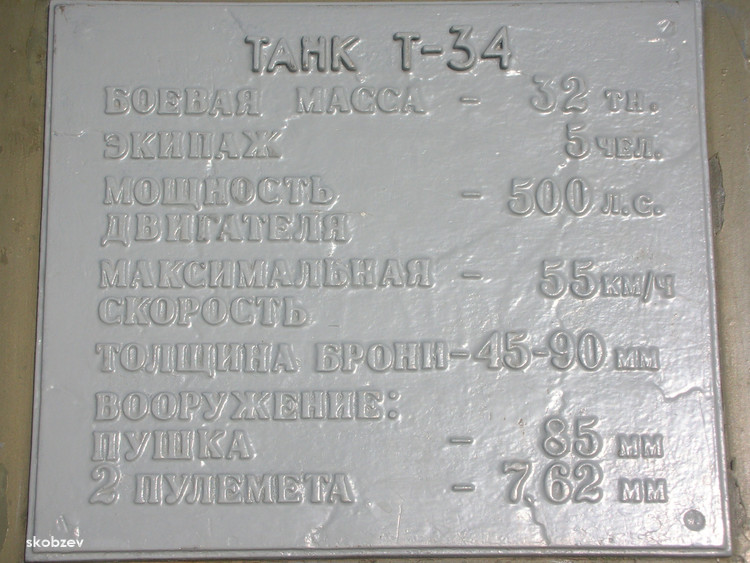 ТАНК Т-34
БОЕВАЯ МАССА - 32 ТН.
ЭКИПАЖ 5 ЧЕЛ.
МОЩНОСТЬ - 500 Л.С.
ДВИГАТЕЛЯ
МАКСИМАЛЬНАЯ - 55 КМ/Ч
СКОРОСТЬ
ТОЛЩИНА БРОНИ - 45-90 ММ
ВООРУЖЕНИЕ:
ПУШКА - 85 ММ
2 ПУЛЕМЕТА - 7,62 ММ
skobzev